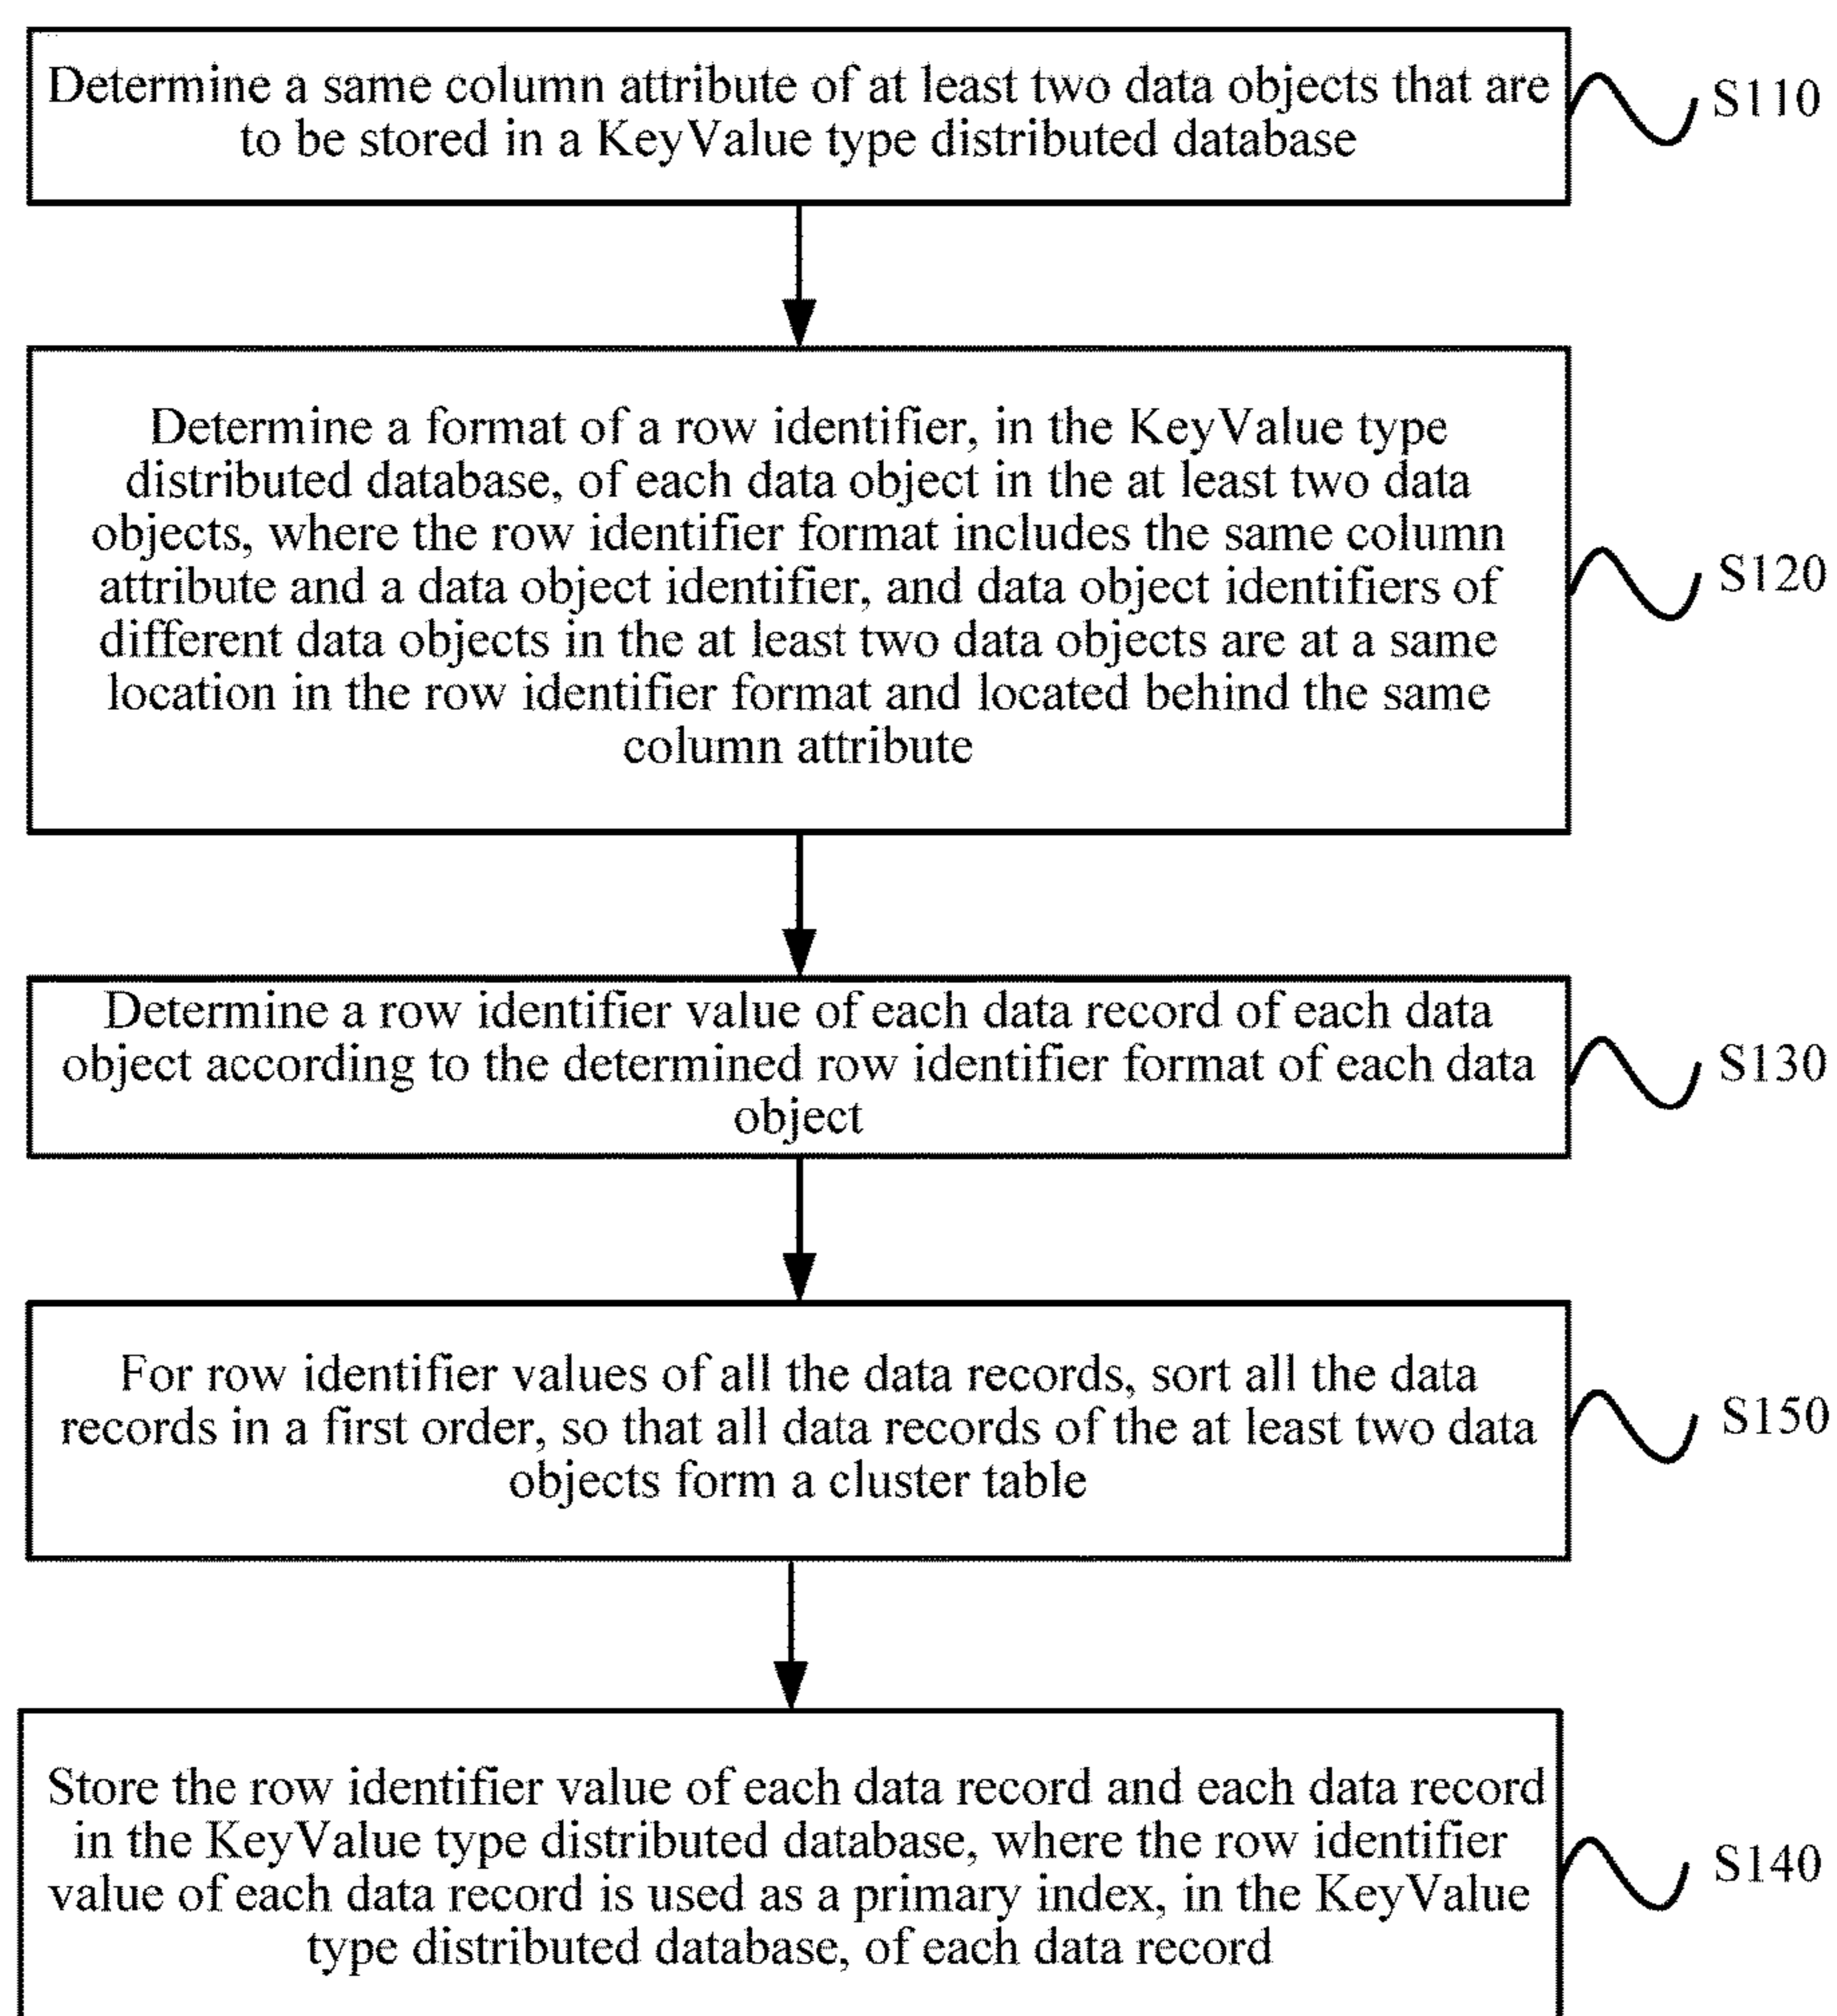 Determine a same column attribute of at least two data objects that are
to be stored in a KeyValue type distributed database
S110
Determine a format of a row identifier, in the KeyValue type
distributed database, of each data object in the at least two data
objects, where the row identifier format includes the same column
attribute and a data object identifier, and data object identifiers of
different data objects in the at least two data objects are at a same
location in the row identifier format and located behind the same
column attribute
S120
Determine a row identifier value of each data record of each data
object according to the determined row identifier format of each data
object
S130
For row identifier values of all the data records, sort all the data
records in a first order, so that all data records of the at least two data
objects form a cluster table
S150
Store the row identifier value of each data record and each data record
in the KeyValue type distributed database, where the row identifier
value of each data record is used as a primary index, in the KeyValue
type distributed database, of each data record
S140